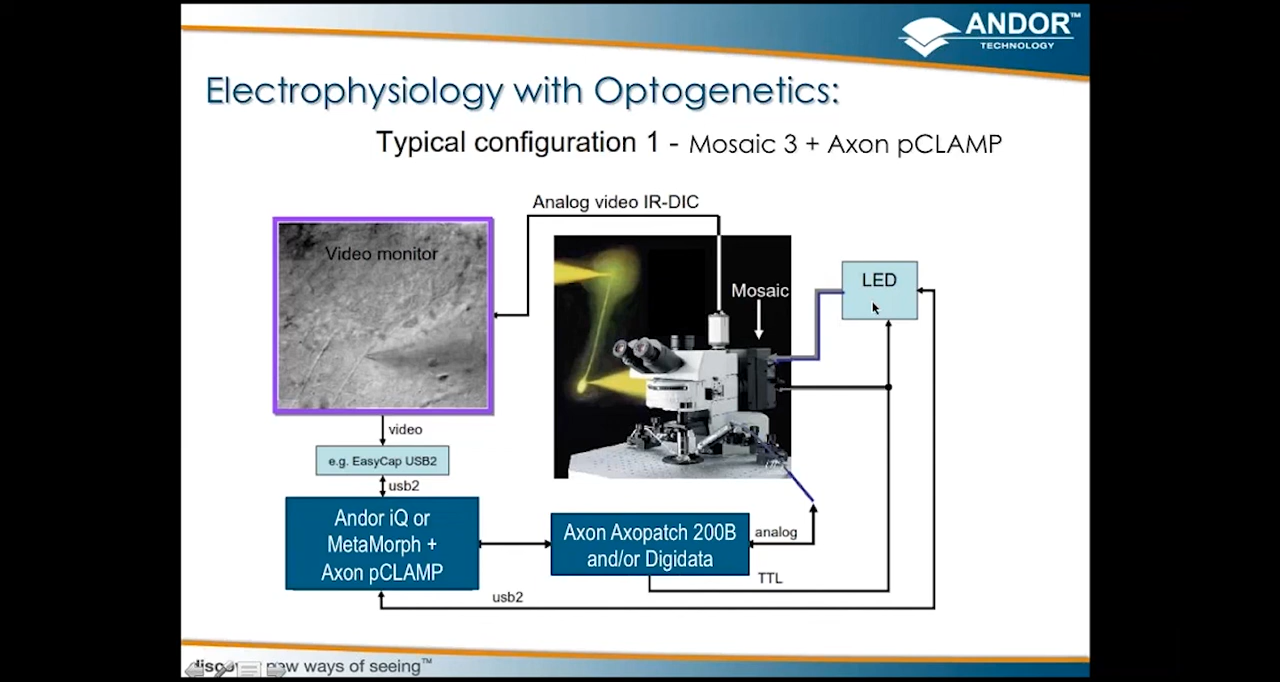 ANDOR™
TECHNOLOGY
Electrophysiology with Optogenetics:
Typical configuration 1 - Mosaic 3 + Axon pCLAMP
Analog video IR-DIC
Video monitor
Mosaic
LED
video
e.g. EasyCap USB2
usb2
Andor iQ or
MetaMorph +
Axon pCLAMP
Axon Axopatch 200B
and/or Digidata
analog
TTL
usb2
new ways of seeing™